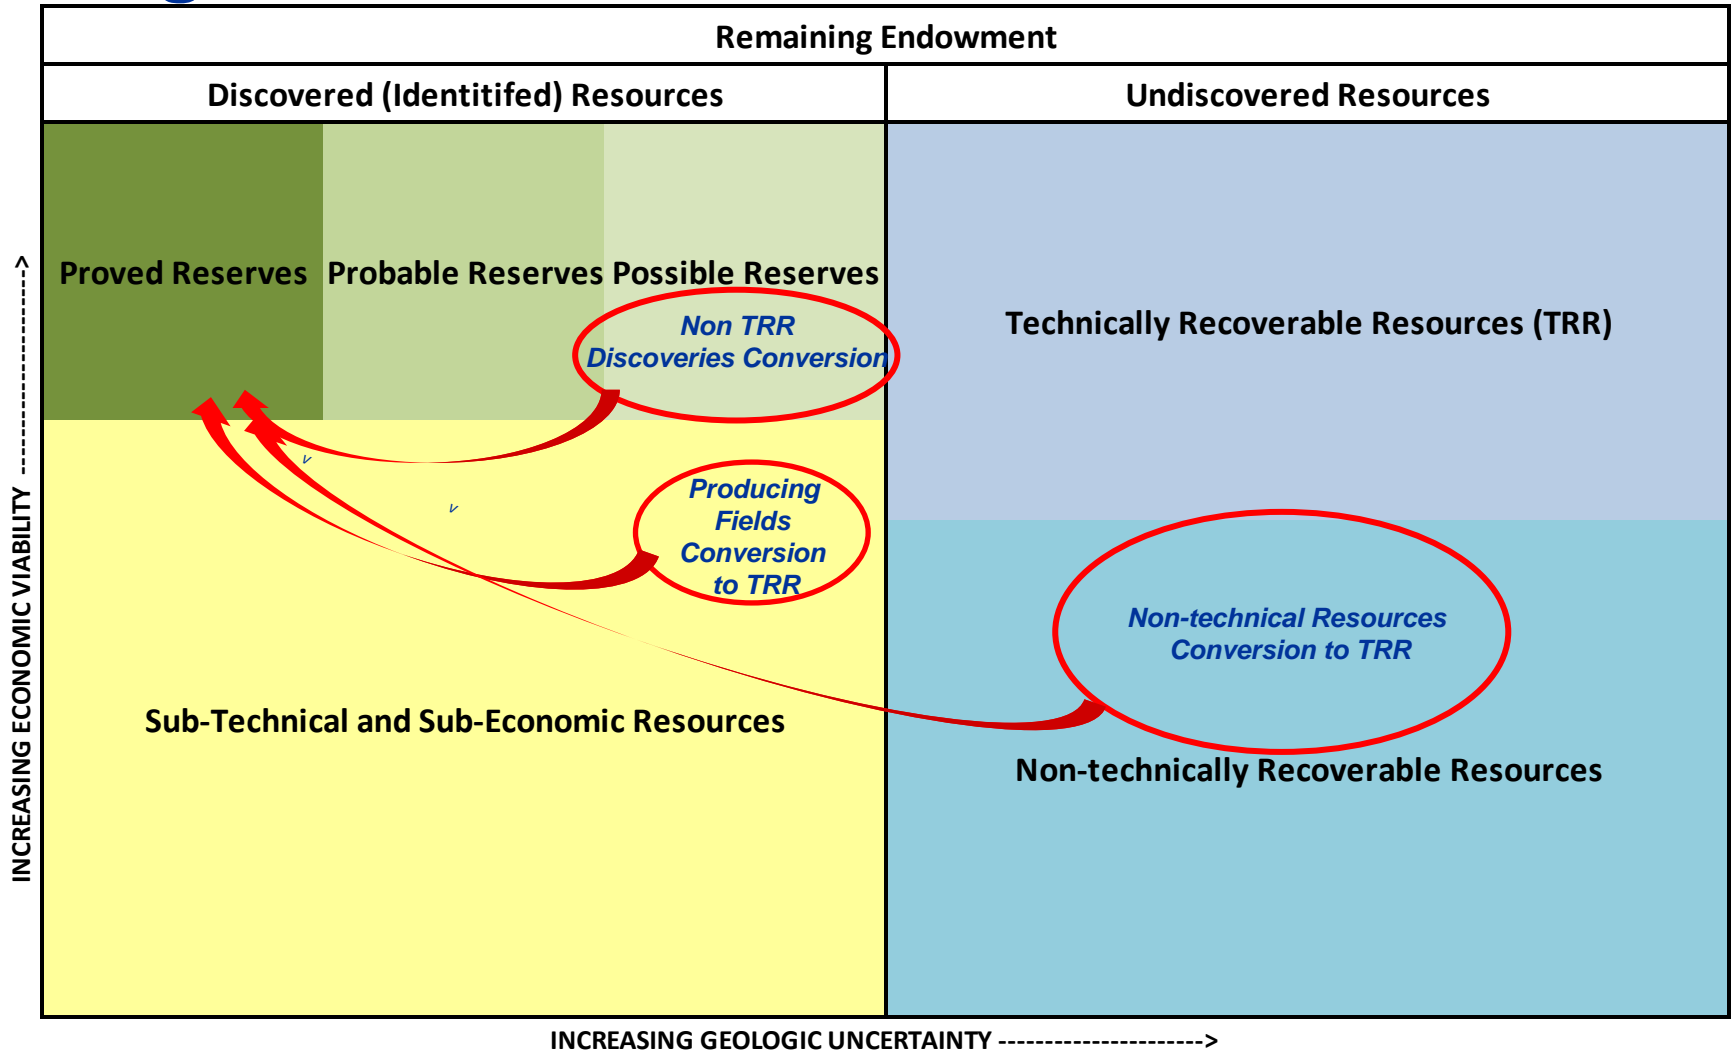 Remaining Endowment
Discovered (Identitifed) Resources
Undiscovered Resources
Proved Reserves
Probable Reserves
Possible Reserves
Non TRR
Discoveries Conversion
Technically Recoverable Resources (TRR)
v
v
Producing
Fields
Conversion
to TRR
Non-technical Resources
Conversion to TRR
Sub-Technical and Sub-Economic Resources
Non-technically Recoverable Resources
INCREASING ECONOMIC VIABILITY ---------------------->
INCREASING GEOLOGIC UNCERTAINTY ---------------------->